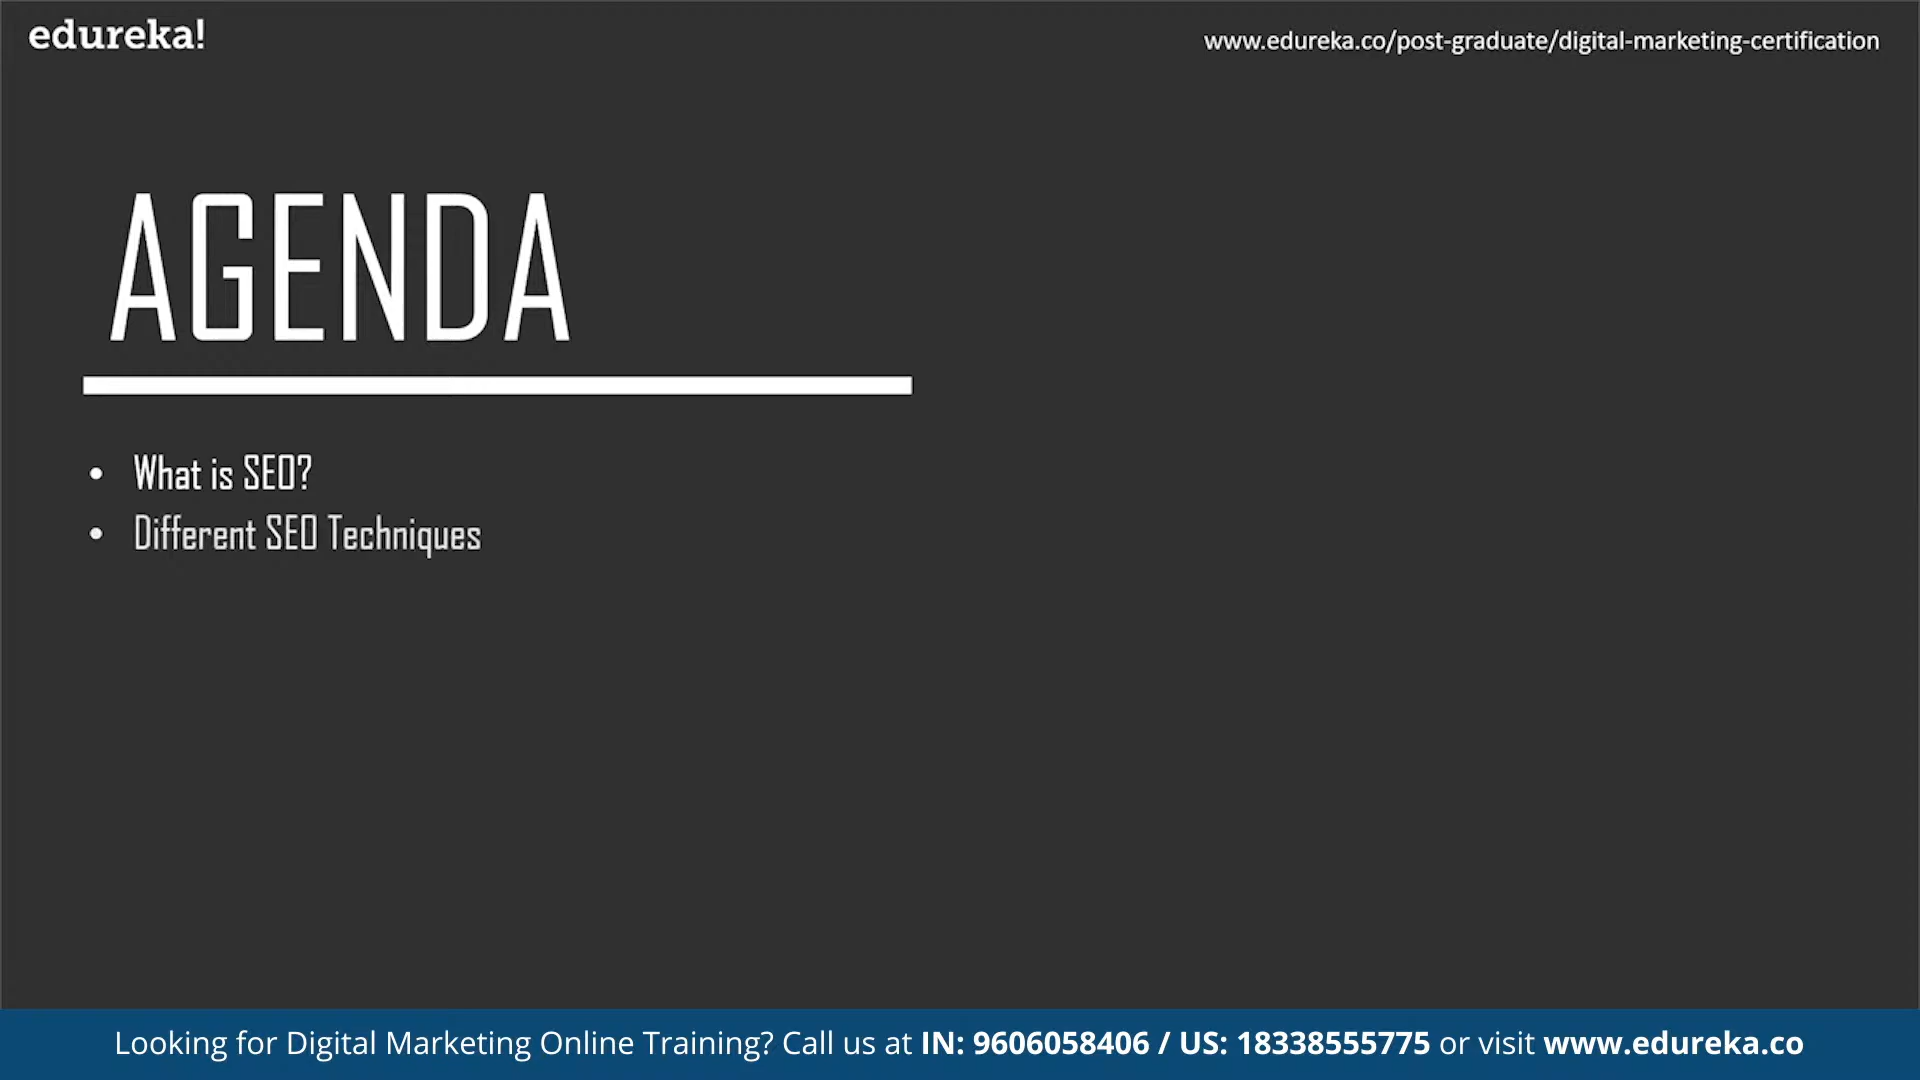 edureka!
www.edureka.co/post-graduate/digital-marketing-certification
AGENDA
• What is SEO?
• Different SEO Techniques
Looking for Digital Marketing Online Training? Call us at IN: 9606058406 / US: 18338555775 or visit www.edureka.co